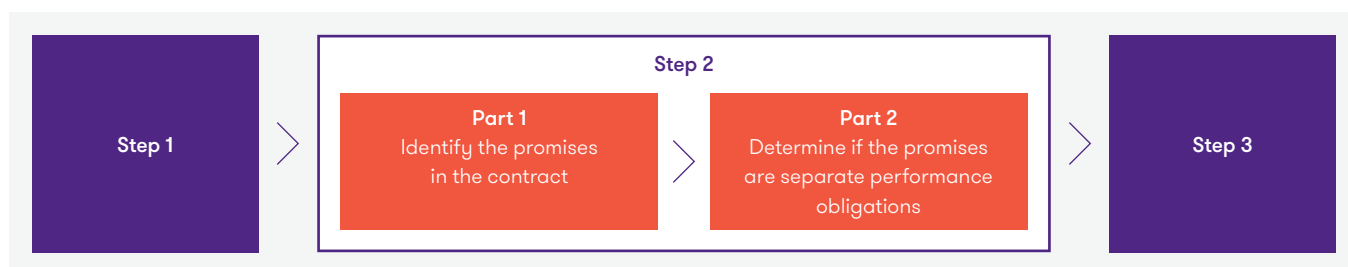 Step 1
Step 2
Part 1
Identify the promises
in the contract
Part 2
Determine if the promises
are separate performance
obligations
Step 3